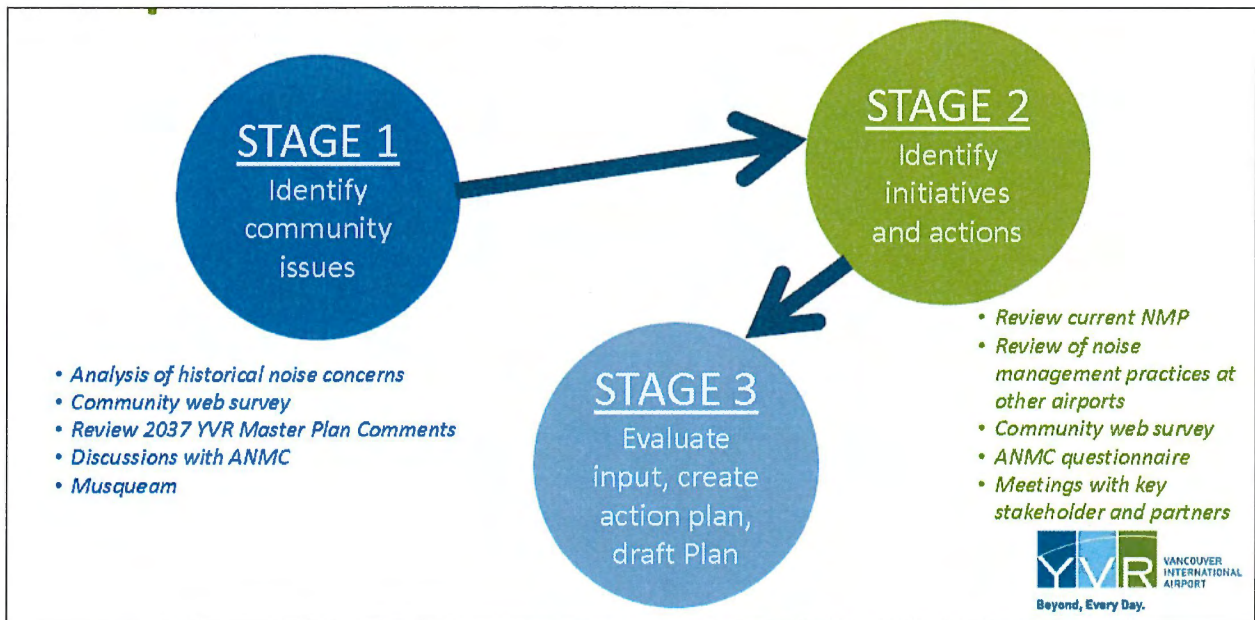 STAGE 1
Identify
community
issues
STAGE 2
Identify
initiatives
and actions
STAGE 3
Evaluate
input, create
action plan,
draft Plan
• Analysis of historical noise concerns
• Community web survey
• Review 2037 YVR Master Plan Comments
• Discussions with ANMC
• Musqueam
• Review current NMP
• Review of noise
management practices at
other airports
• Community web survey
• ANMC questionnaire
• Meetings with key
stakeholder and partners
YVR
VANCOUVER
INTERNATIONAL
AIRPORT
Beyond, Every Day.